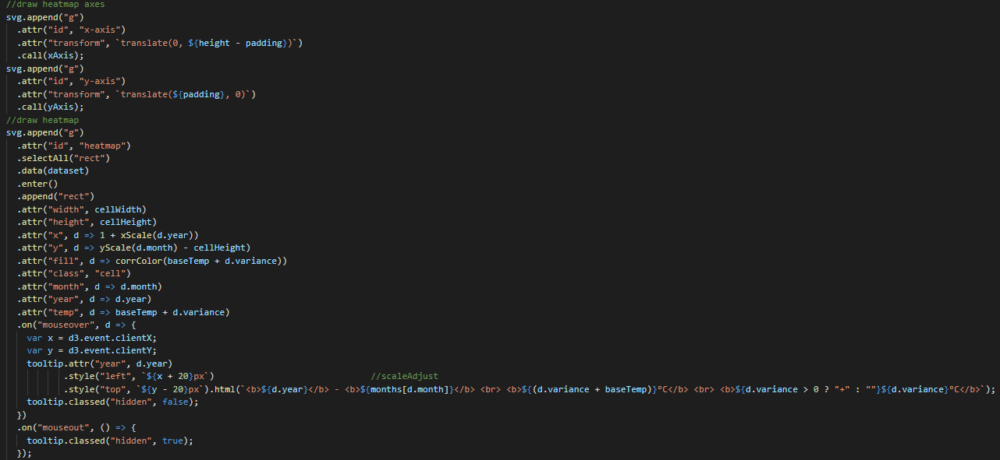 //draw heatmap axes
svg.append("g")
  .attr("id", "x-axis")
  .attr("transform", `translate(0, ${height - padding})`)
  .call(xAxis);
svg.append("g")
  .attr("id", "y-axis")
  .attr("transform", `translate(${padding}, 0)`)
  .call(yAxis);
//draw heatmap
svg.append("g")
  .attr("id", "heatmap")
  .selectAll("rect")
  .data(dataset)
  .enter()
  .append("rect")
  .attr("width", cellWidth)
  .attr("height", cellHeight)
  .attr("x", d => 1 + xScale(d.year))
  .attr("y", d => yScale(d.month) - cellHeight)
  .attr("fill", d => corrColor(baseTemp + d.variance))
  .attr("class", "cell")
  .attr("month", d => d.month)
  .attr("year", d => d.year)
  .attr("temp", d => baseTemp + d.variance)
  .on("mouseover", d => {
    var x = d3.event.clientX;
    var y = d3.event.clientY;
    tooltip.attr("year", d.year)
           .style("left", `${x + 20}px`)                              //scaleAdjust
           .style("top", `${y - 20}px`).html(`<b>${d.year}</b> - <b>${months[d.month]}</b> <br> <b>${(d.variance + baseTemp)}°C</b> <br> <b>${d.variance > 0 ? "+" : ""}${d.variance}°C</b>`);
    tooltip.classed("hidden", false);
  })
  .on("mouseout", () => {
    tooltip.classed("hidden", true);
  });